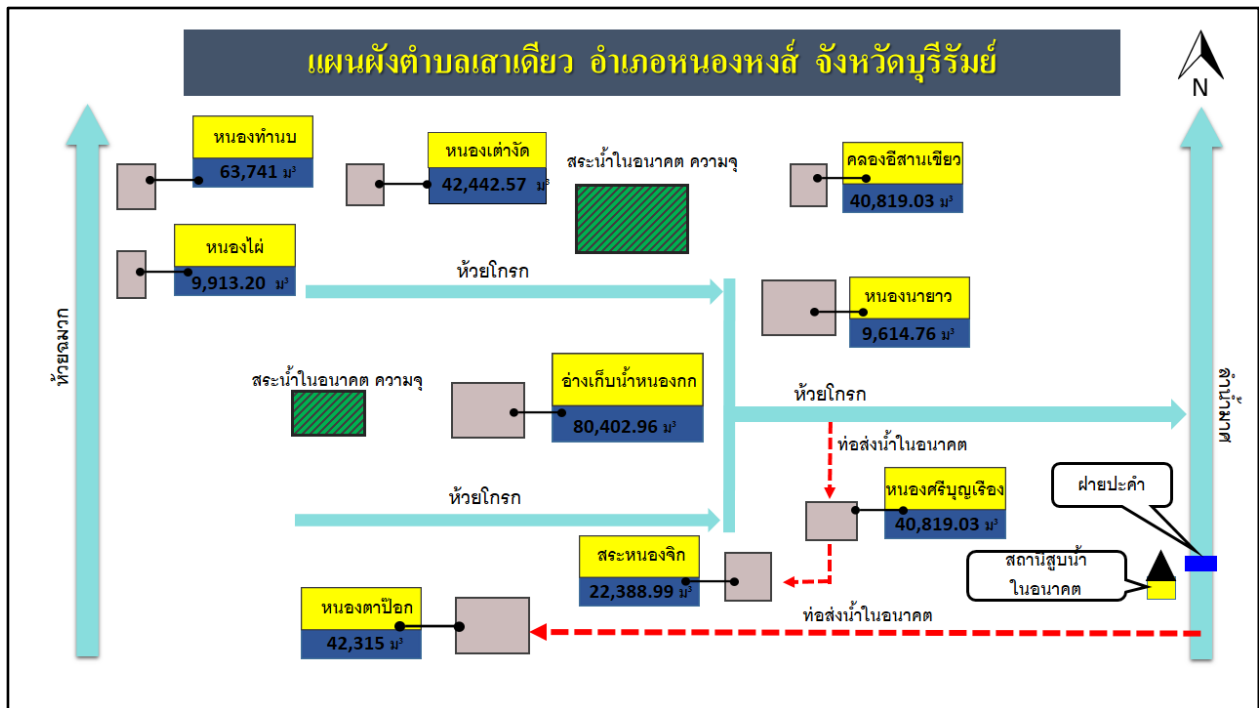 แผนผังตำบลเสาเดียว อำเภอหนองหงส์ จังหวัดบุรีรัมย์
N
หนองทำนบ
63,741 ม³
หนองเต่างัด
42,442.57 ม³
สระน้ำในอนาคต ความจุ
คลองอีสานเขียว
40,819.03 ม³
หนองไผ่
9,913.20 ม³
ห้วยโกรก
หนองนายาว
9,614.76 ม³
ห้วยฉมวก
สระน้ำในอนาคต ความจุ
อ่างเก็บน้ำหนองกก
80,402.96 ม³
ห้วยโกรก
ลำน้ำมาศ
ท่อส่งน้ำในอนาคต
หนองศรีบุญเรือง
40,819.03 ม³
ฝายปะคำ
ห้วยโกรก
สระหนองจิก
22,388.99 ม³
สถานีสูบน้ำ
ในอนาคต
หนองตาป๊อก
42,315 ม³
ท่อส่งน้ำในอนาคต